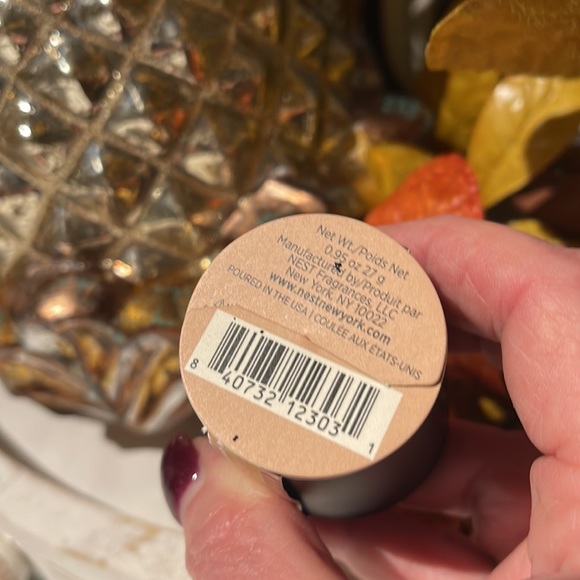 Net Wt./Poids Net
0.95 oz 27 g
Manufactured by/Produit par
NEST Fragrances, LLC
New York, NY 10022
www.nestnewyork.com
POURED IN THE USA | COULÉE AUX ÉTATS-UNIS
8 40732 12303 1